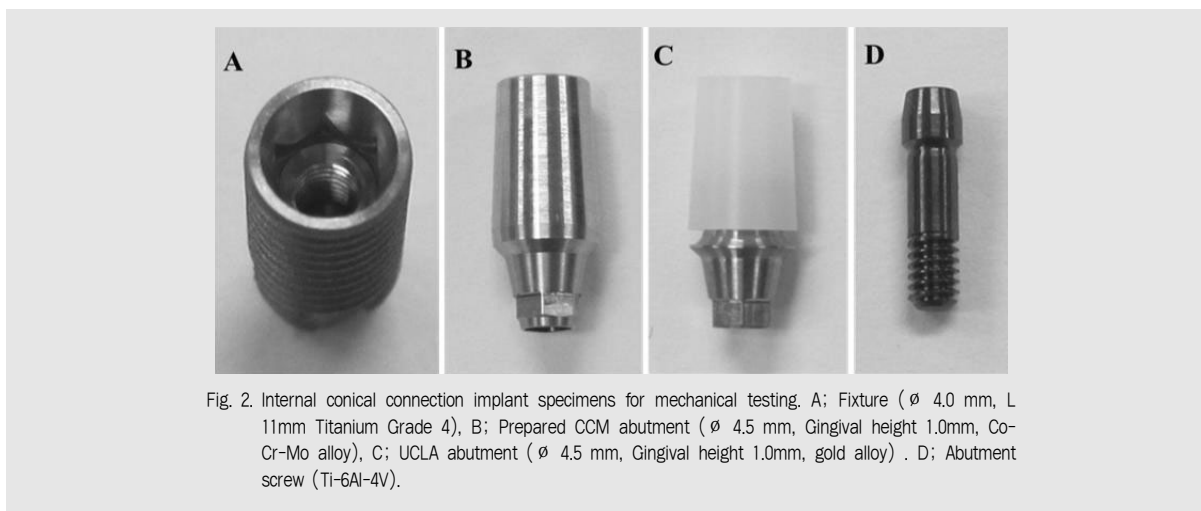 A
B
C
D
Fig. 2. Internal conical connection implant specimens for mechanical testing. A; Fixture (ø 4.0 mm, L
11mm Titanium Grade 4), B; Prepared CCM abutment (ø 4.5 mm, Gingival height 1.0mm, Co-
Cr-Mo alloy), C; UCLA abutment (ø 4.5 mm, Gingival height 1.0mm, gold alloy) . D; Abutment
screw (Ti-6Al-4V).